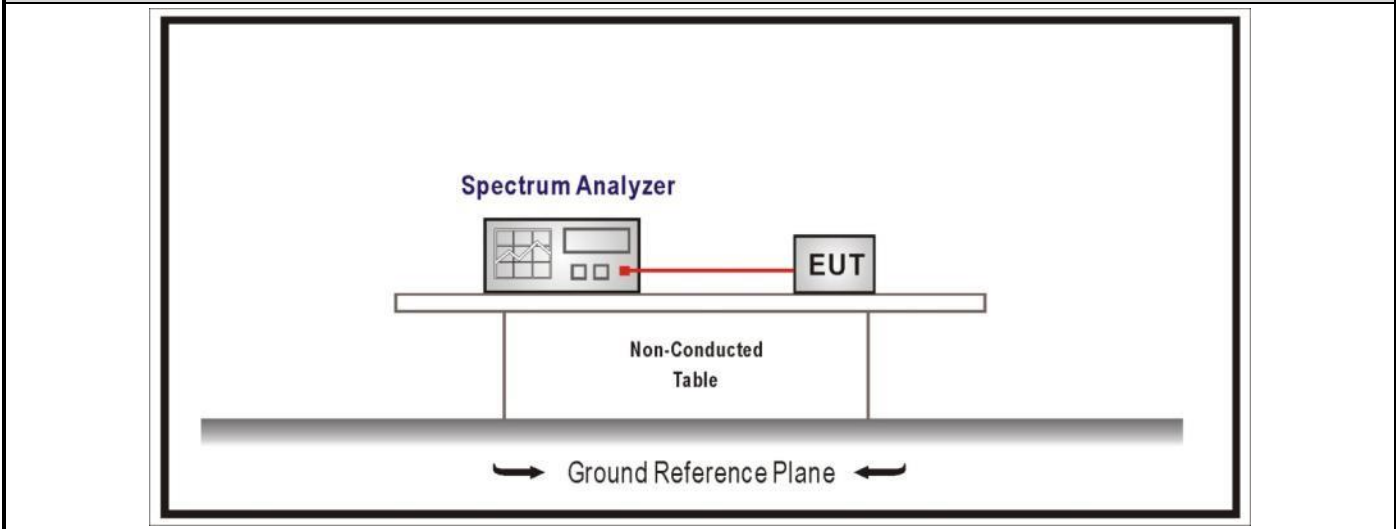 Spectrum Analyzer
EUT
Non-Conducted
Table
Ground Reference Plane